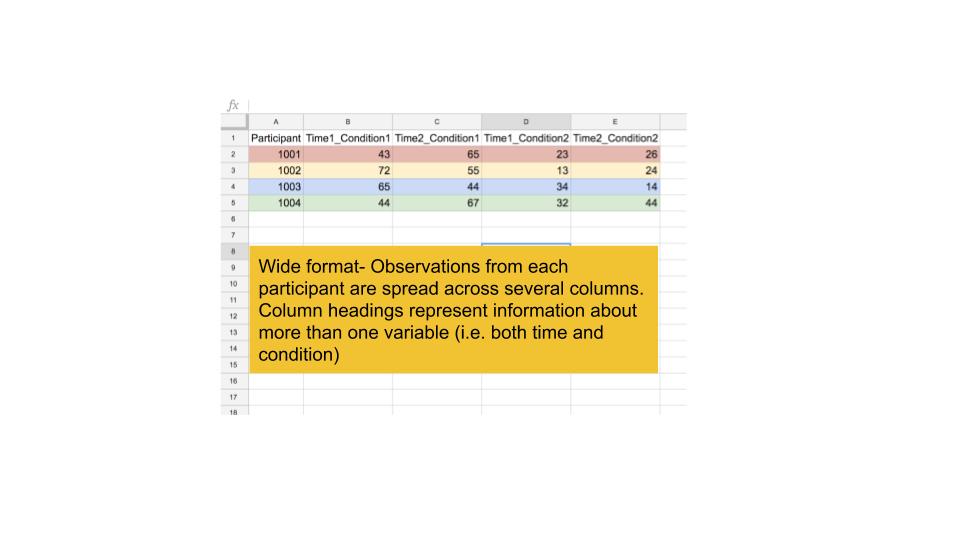 fx
A B C D E
1 Participant Time1_Condition1 Time2_Condition1 Time1_Condition2 Time2_Condition2
2 1001 43 65 23 26
3 1002 72 55 13 24
4 1003 65 44 34 14
5 1004 44 67 32 44
6
7
8
9
10
11
12
13
14
15
16
17
18
Wide format- Observations from each
participant are spread across several columns.
Column headings represent information about
more than one variable (i.e. both time and
condition)